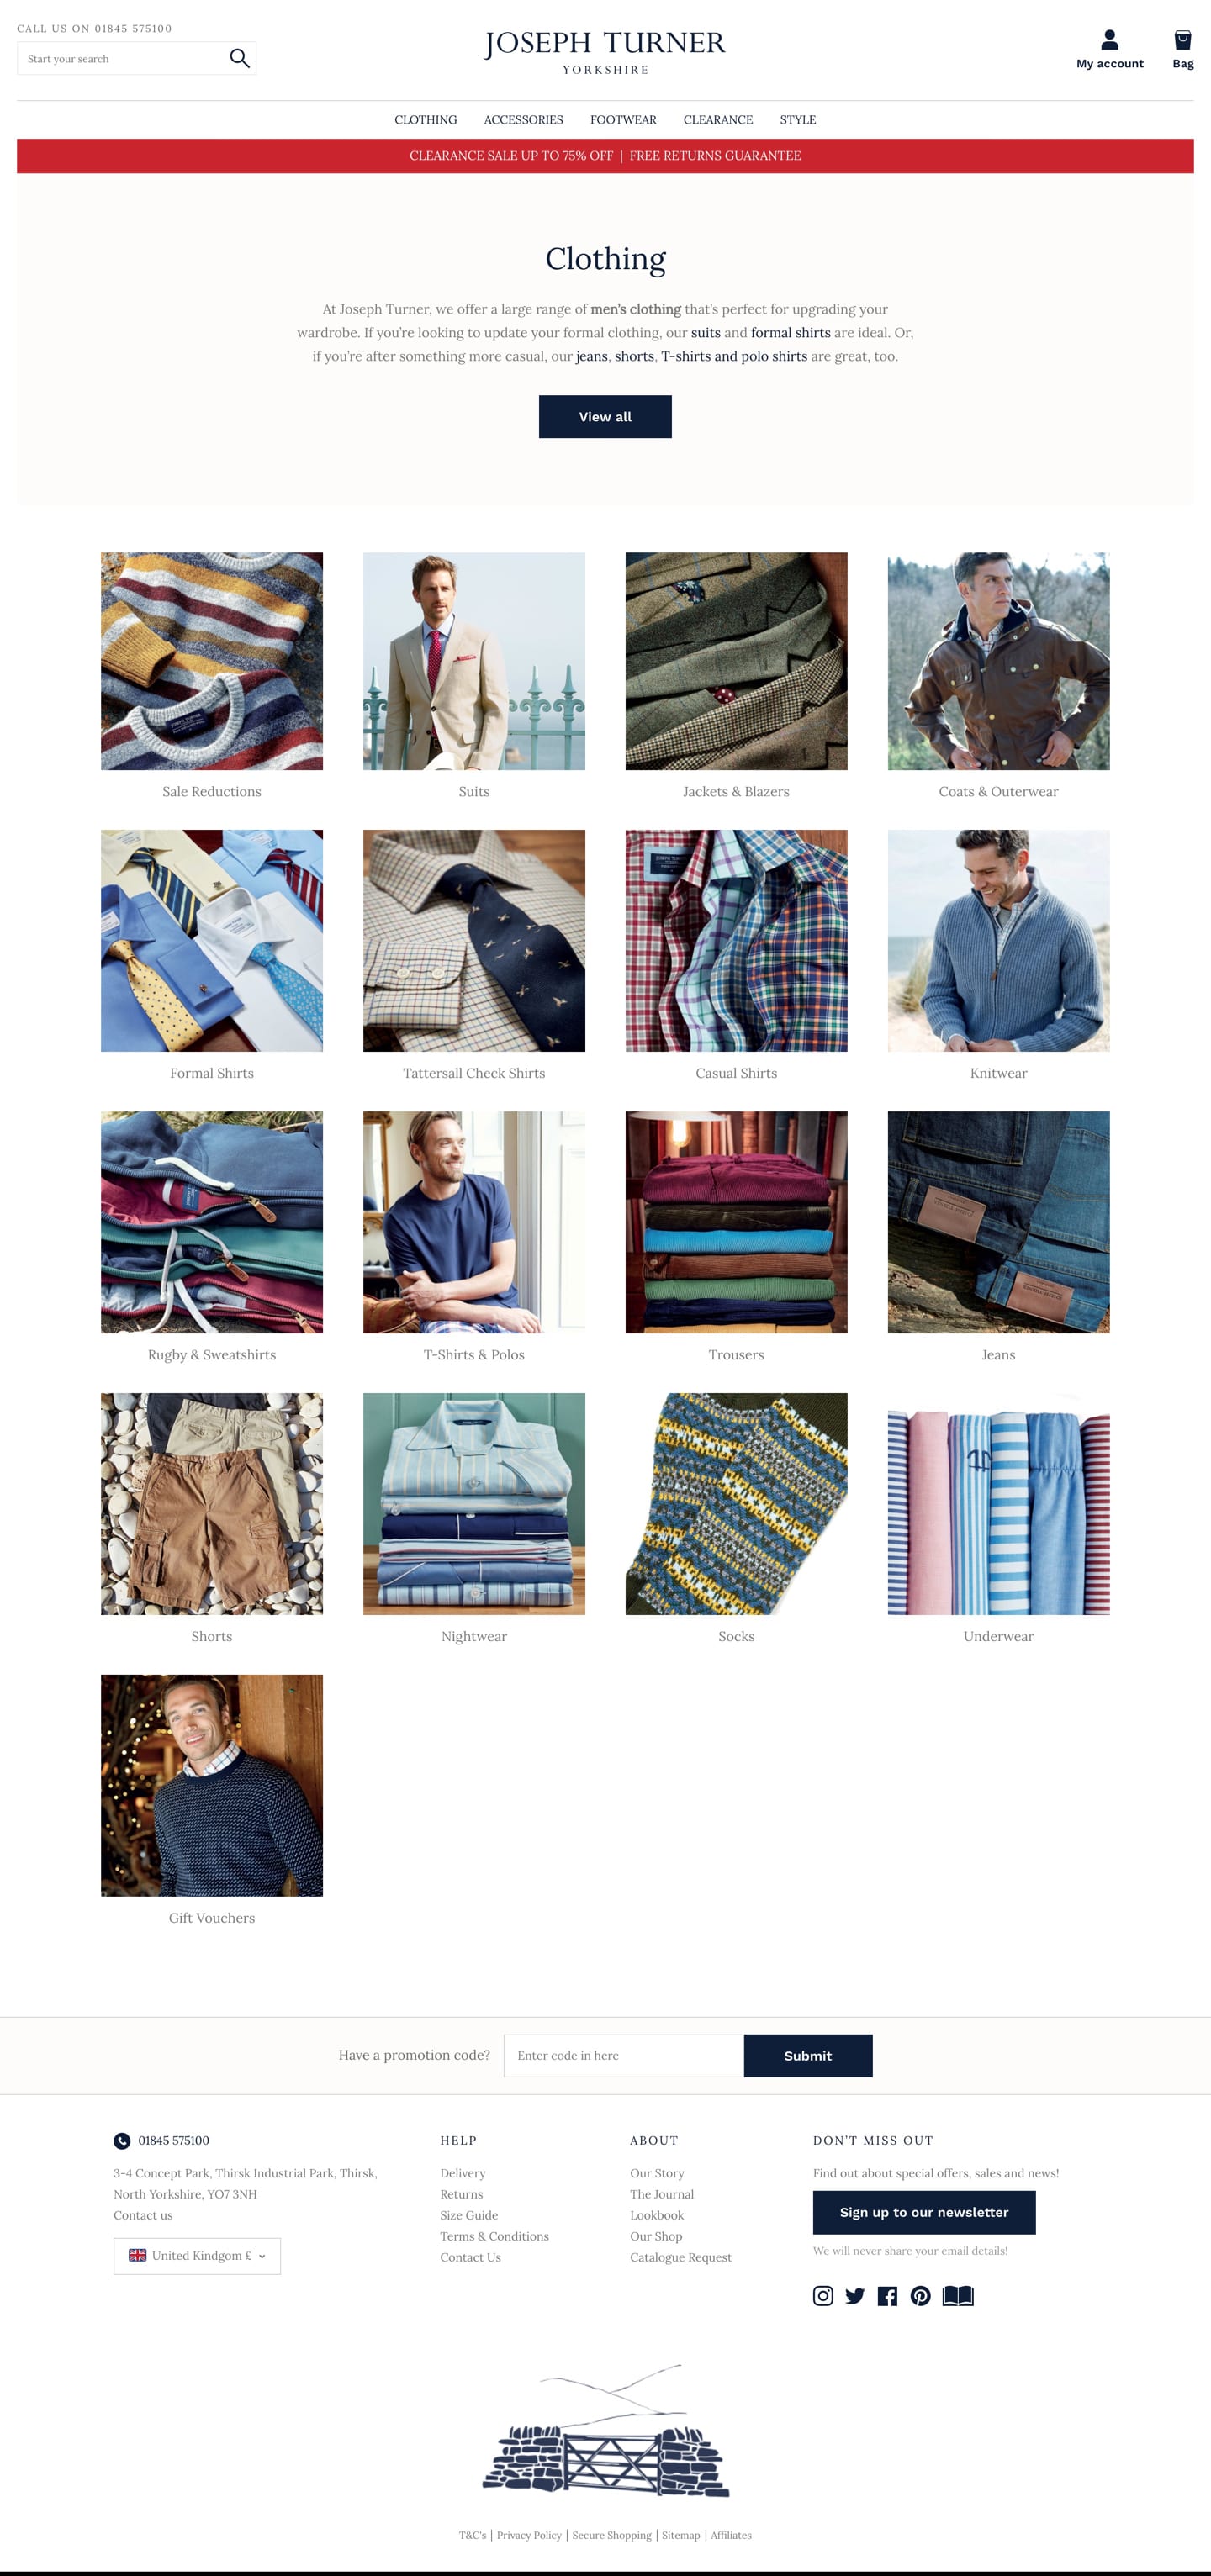 CALL US ON 01845 575100
Start your search
JOSEPH TURNER
YORKSHIRE
My account
Bag
CLOTHING
ACCESSORIES
FOOTWEAR
CLEARANCE
STYLE
CLEARANCE SALE UP TO 75% OFF | FREE RETURNS GUARANTEE
Clothing
At Joseph Turner, we offer a large range of men's clothing that's perfect for upgrading your
wardrobe. If you're looking to update your formal clothing, our suits and formal shirts are ideal. Or,
if you're after something more casual, our jeans, shorts, T-shirts and polo shirts are great, too.
View all
Sale Reductions
Suits
Jackets & Blazers
Coats & Outerwear
Formal Shirts
Tattersall Check Shirts
Casual Shirts
Knitwear
Rugby & Sweatshirts
T-Shirts & Polos
Trousers
Jeans
Shorts
Nightwear
Socks
Underwear
Gift Vouchers
Have a promotion code?
Enter code in here
Submit
01845 575100
3-4 Concept Park, Thirsk Industrial Park, Thirsk,
North Yorkshire, YO7 3NH
Contact us
United Kindgom £
HELP
Delivery
Returns
Size Guide
Terms & Conditions
Contact Us
ABOUT
Our Story
The Journal
Lookbook
Our Shop
Catalogue Request
DON'T MISS OUT
Find out about special offers, sales and news!
Sign up to our newsletter
We will never share your email details!
T&C's | Privacy Policy | Secure Shopping | Sitemap | Affiliates